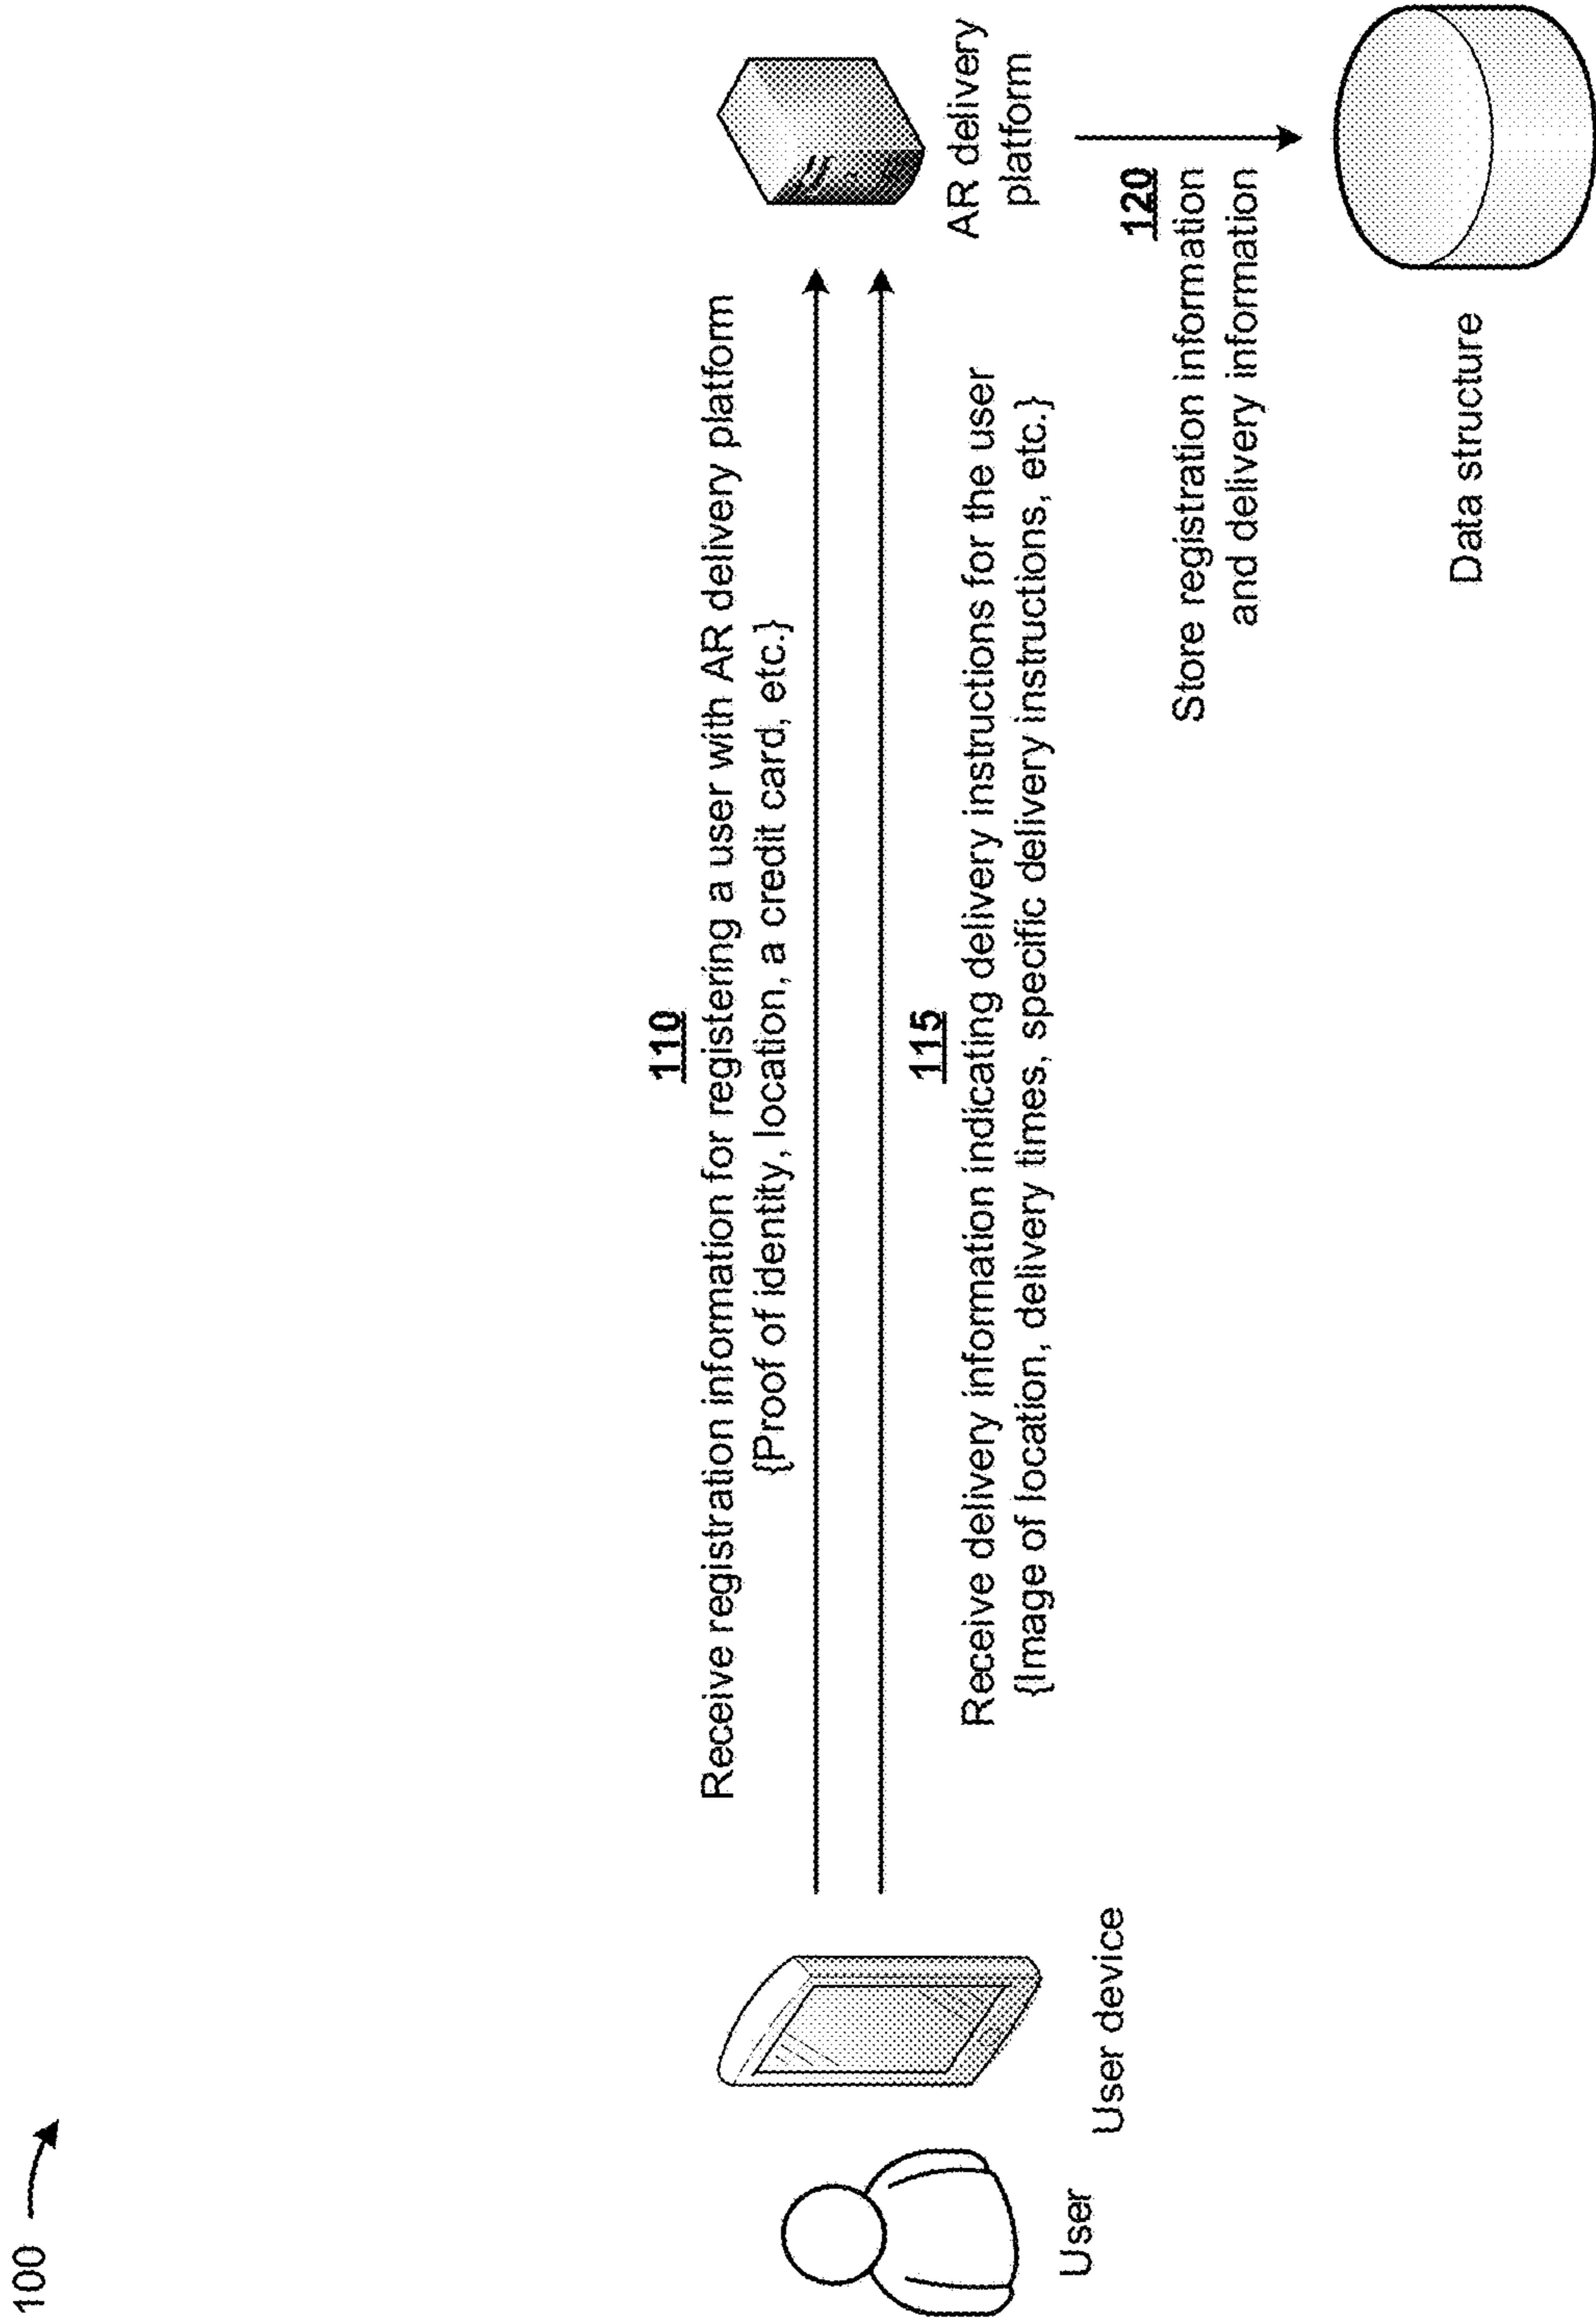 100
110
Receive registration information for registering a user with AR delivery platform
{Proof of identity, location, a credit card, etc.}
115
Receive delivery information indicating delivery instructions for the user
{Image of location, delivery times, specific delivery instructions, etc.}
User
User device
AR delivery
platform
120
Store registration information
and delivery information
Data structure